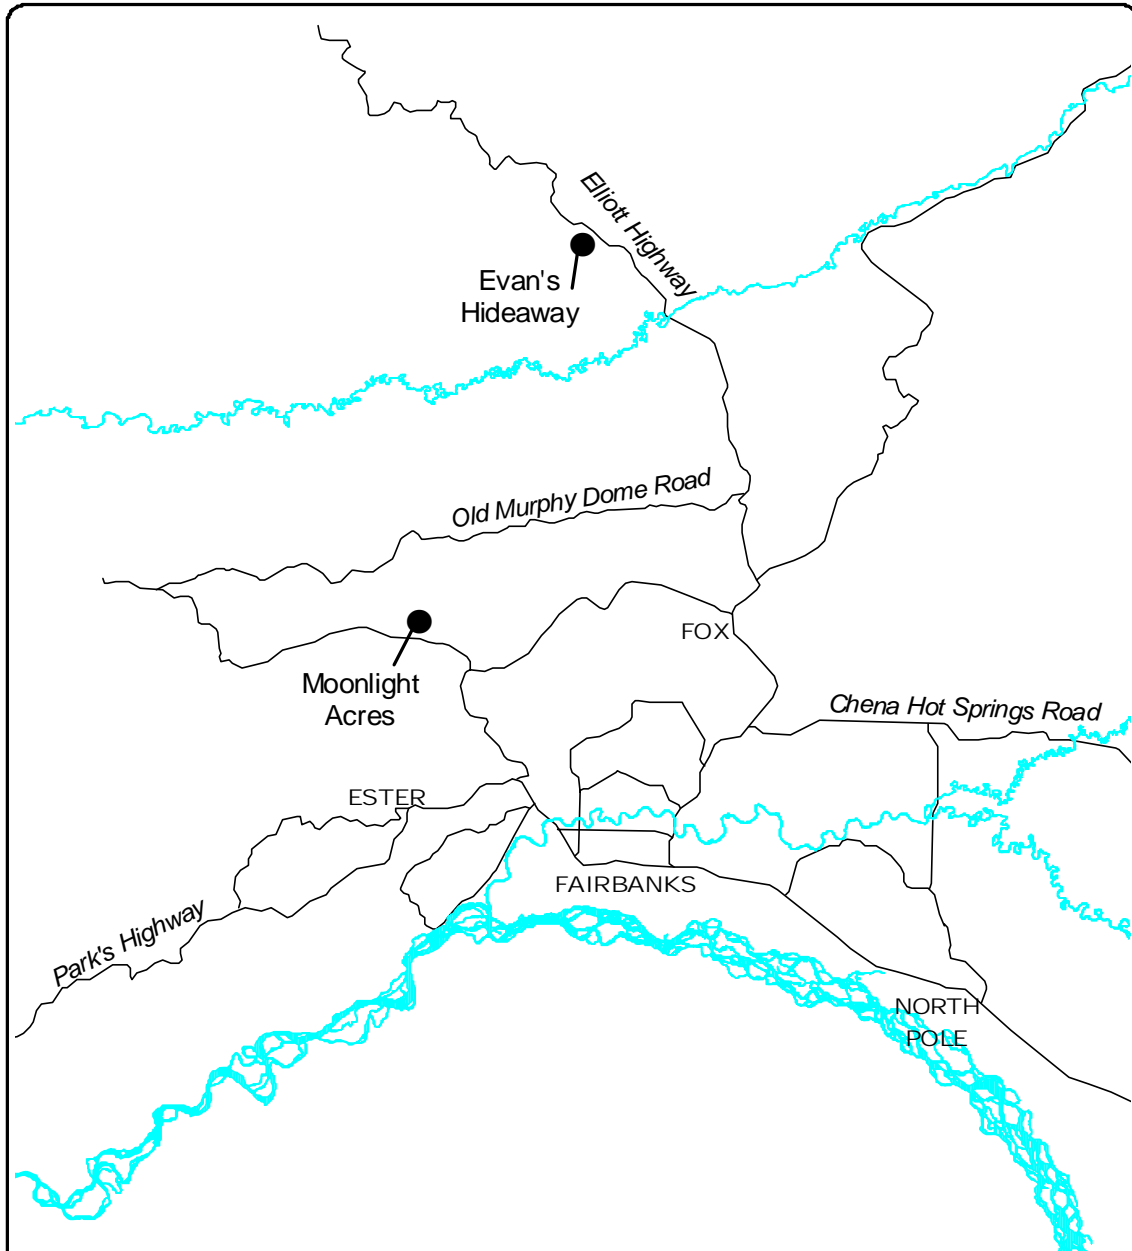 Elliott Highway
Evan's
Hideaway
Old Murphy Dome Road
FOX
Moonlight
Acres
Chena Hot Springs Road
ESTER
FAIRBANKS
Park's Highway
NORTH
POLE